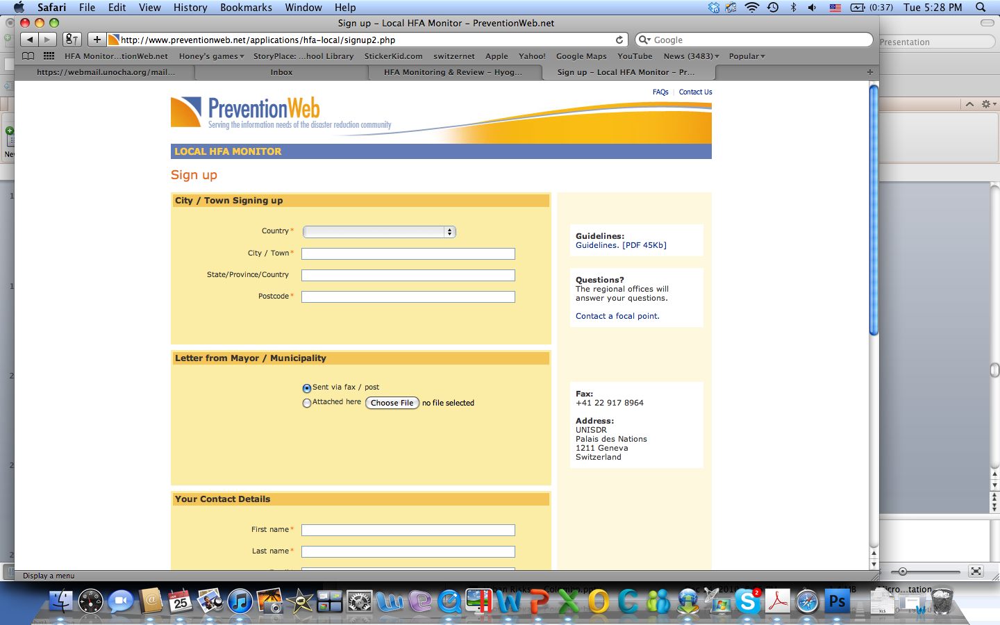 Safari File Edit View History Bookmarks Window Help (0:37) Tue 5:28 PM
Sign up – Local HFA Monitor – PreventionWeb.net
http://www.preventionweb.net/applications/hfa-local/signup2.php Google
Presentation
HFA Monitor...tionWeb.net Honey's games StoryPlace: ...hool Library StickerKid.com switzernet Apple Yahoo! Google Maps YouTube News (3483) Popular
https://webmail.unocha.org/mail... Inbox HFA Monitoring & Review – Hyog... Sign up – Local HFA Monitor – Pr...
FAQs Contact Us
PreventionWeb
Serving the information needs of the disaster reduction community
LOCAL HFA MONITOR
Sign up
City / Town Signing up
Country *
City / Town *
State/Province/Country
Postcode *
Guidelines:
Guidelines. [PDF 45Kb]
Questions?
The regional offices will
answer your questions.
Contact a focal point.
Letter from Mayor / Municipality
Sent via fax / post
Attached here Choose File no file selected
Fax:
+41 22 917 8964
Address:
UNISDR
Palais des Nations
1211 Geneva
Switzerland
Your Contact Details
First name *
Last name *
Display a menu
JAN
25
2
Ps
XLS